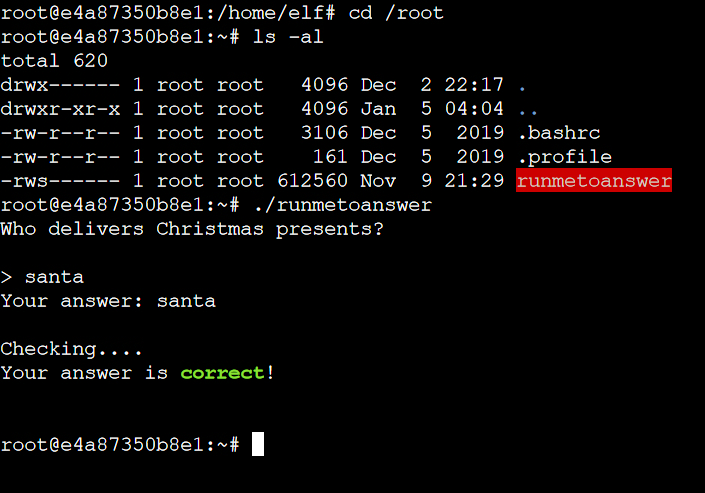 root@e4a87350b8e1:/home/elf# cd /root
root@e4a87350b8e1:~# ls -al
total 620
drwx------ 1 root root   4096 Dec  2 22:17 .
drwxr-xr-x 1 root root   4096 Jan  5 04:04 ..
-rw-r--r-- 1 root root   3106 Dec  5  2019 .bashrc
-rw-r--r-- 1 root root    161 Dec  5  2019 .profile
-rws------ 1 root root 612560 Nov  9 21:29 runmetoanswer
root@e4a87350b8e1:~# ./runmetoanswer
Who delivers Christmas presents?
> santa
Your answer: santa
Checking....
Your answer is correct!
root@e4a87350b8e1:~#